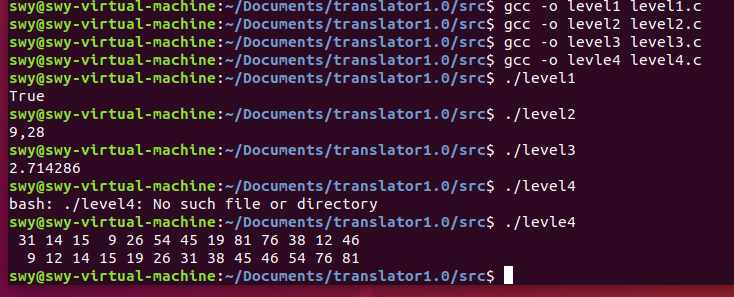 swy@swy-virtual-machine:~/Documents/translator1.0/src$ gcc -o level1 level1.c
swy@swy-virtual-machine:~/Documents/translator1.0/src$ gcc -o level2 level2.c
swy@swy-virtual-machine:~/Documents/translator1.0/src$ gcc -o level3 level3.c
swy@swy-virtual-machine:~/Documents/translator1.0/src$ gcc -o levle4 level4.c
swy@swy-virtual-machine:~/Documents/translator1.0/src$ ./level1
True
swy@swy-virtual-machine:~/Documents/translator1.0/src$ ./level2
9,28
swy@swy-virtual-machine:~/Documents/translator1.0/src$ ./level3
2.714286
swy@swy-virtual-machine:~/Documents/translator1.0/src$ ./level4
bash: ./level4: No such file or directory
swy@swy-virtual-machine:~/Documents/translator1.0/src$ ./levle4
 31 14 15  9 26 54 45 19 81 76 38 12 46
  9 12 14 15 19 26 31 38 45 46 54 76 81
swy@swy-virtual-machine:~/Documents/translator1.0/src$